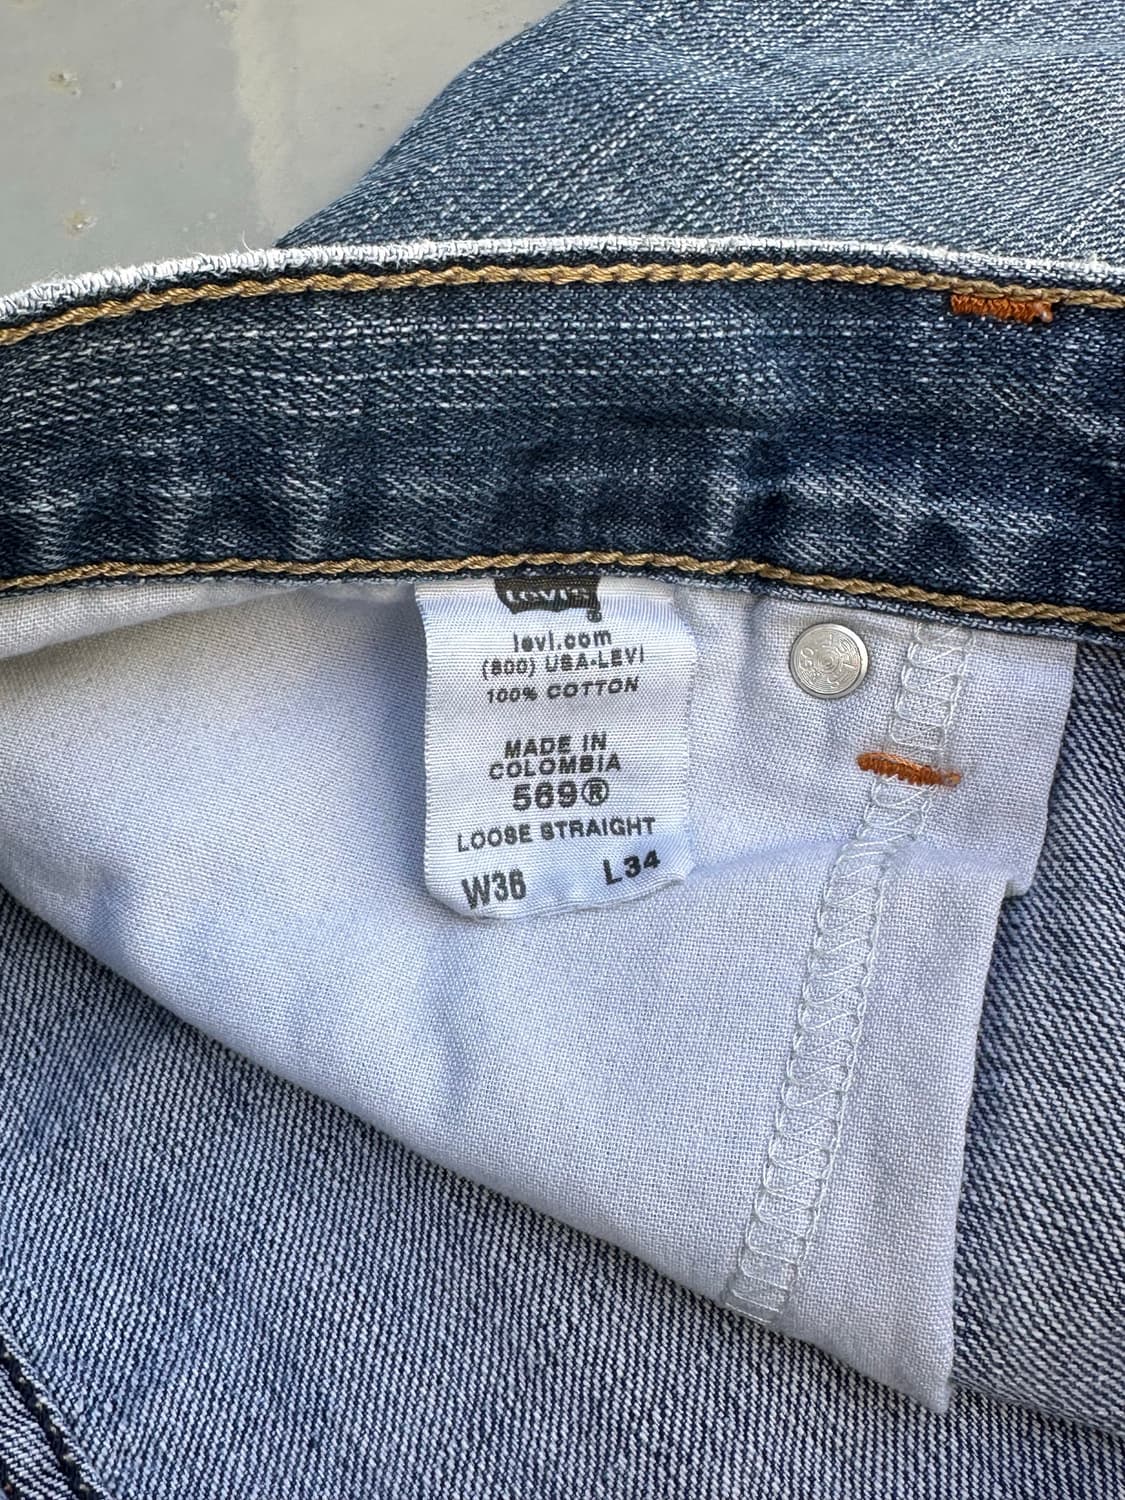 Levi's®
levi.com
(800) USA-LEVI
100% COTTON
MADE IN
COLOMBIA
569®
LOOSE STRAIGHT
W36 L34